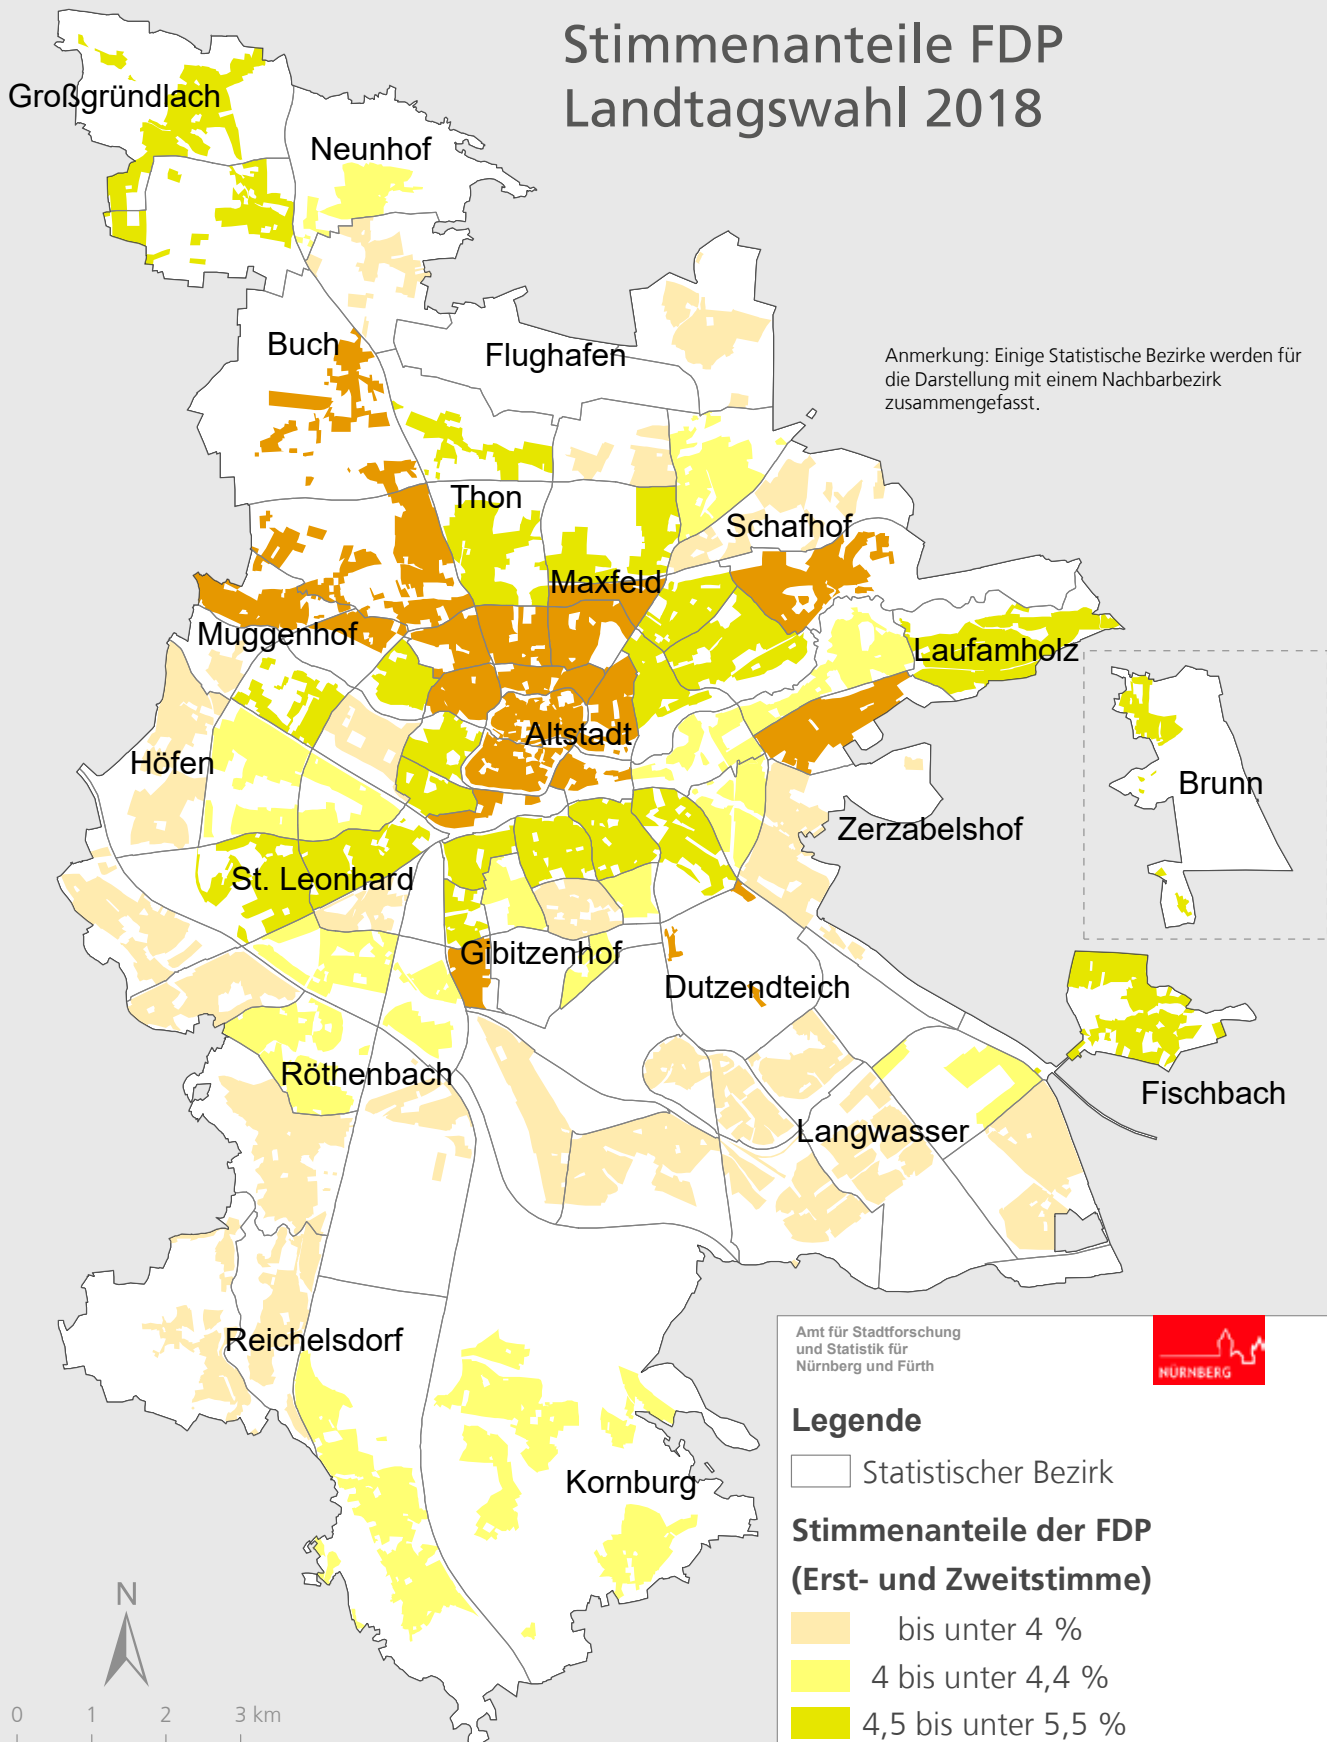 Stimmenanteile FDP
Landtagswahl 2018
Großgründlach
Neunhof
Buch
Flughafen
Anmerkung: Einige Statistische Bezirke werden für
die Darstellung mit einem Nachbarbezirk
zusammengefasst.
Thon
Schafhof
Maxfeld
Muggenhof
Laufamholz
Altstadt
Höfen
Brunn
Zerzabelshof
St. Leonhard
Gibitzenhof
Dutzendteich
Röthenbach
Fischbach
Langwasser
Reichelsdorf
Kornburg
Amt für Stadtforschung
und Statistik für
Nürnberg und Fürth
NÜRNBERG
Legende
Statistischer Bezirk
Stimmenanteile der FDP
(Erst- und Zweitstimme)
bis unter 4 %
4 bis unter 4,4 %
4,5 bis unter 5,5 %
N
0 1 2 3 km